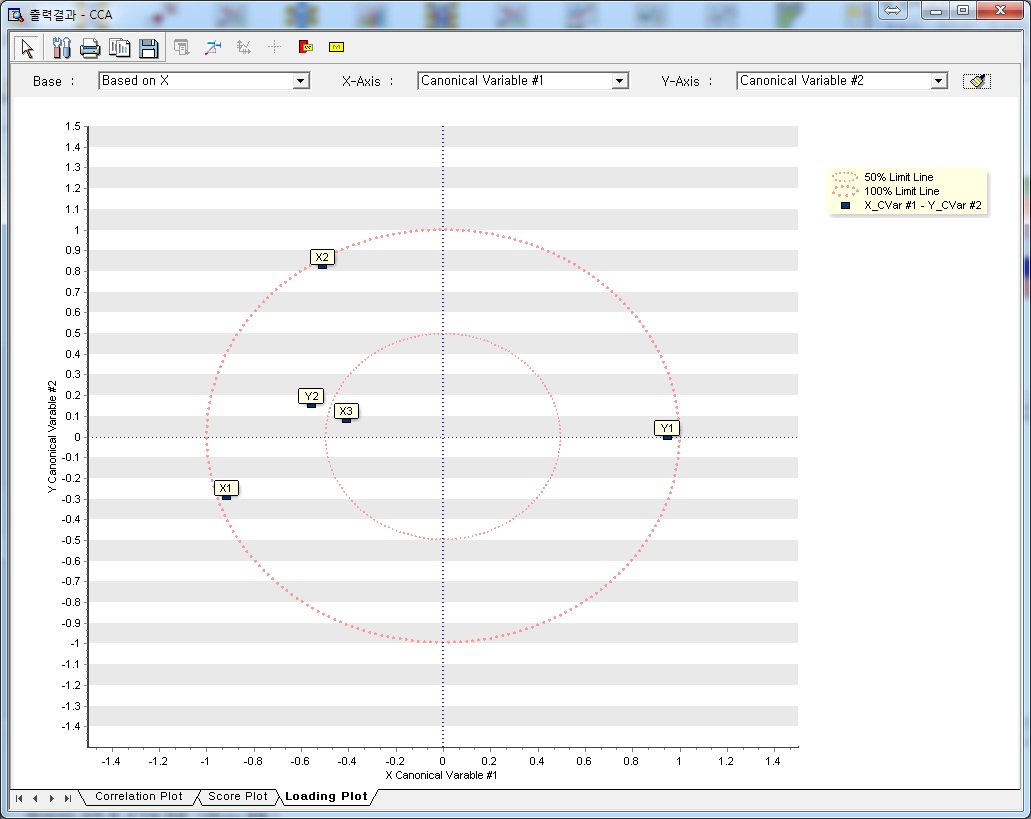 출력결과 - CCA
Base : Based on X X-Axis : Canonical Variable #1 Y-Axis : Canonical Variable #2
50% Limit Line
100% Limit Line
X_CVar #1 - Y_CVar #2
1.5
1.4
1.3
1.2
1.1
1
0.9
0.8
0.7
0.6
0.5
0.4
0.3
0.2
0.1
0
-0.1
-0.2
-0.3
-0.4
-0.5
-0.6
-0.7
-0.8
-0.9
-1
-1.1
-1.2
-1.3
-1.4
Y Canonical Varable #2
X2
Y2
X3
Y1
X1
-1.4 -1.2 -1 -0.8 -0.6 -0.4 -0.2 0 0.2 0.4 0.6 0.8 1 1.2 1.4
X Canonical Varable #1
Correlation Plot Score Plot Loading Plot